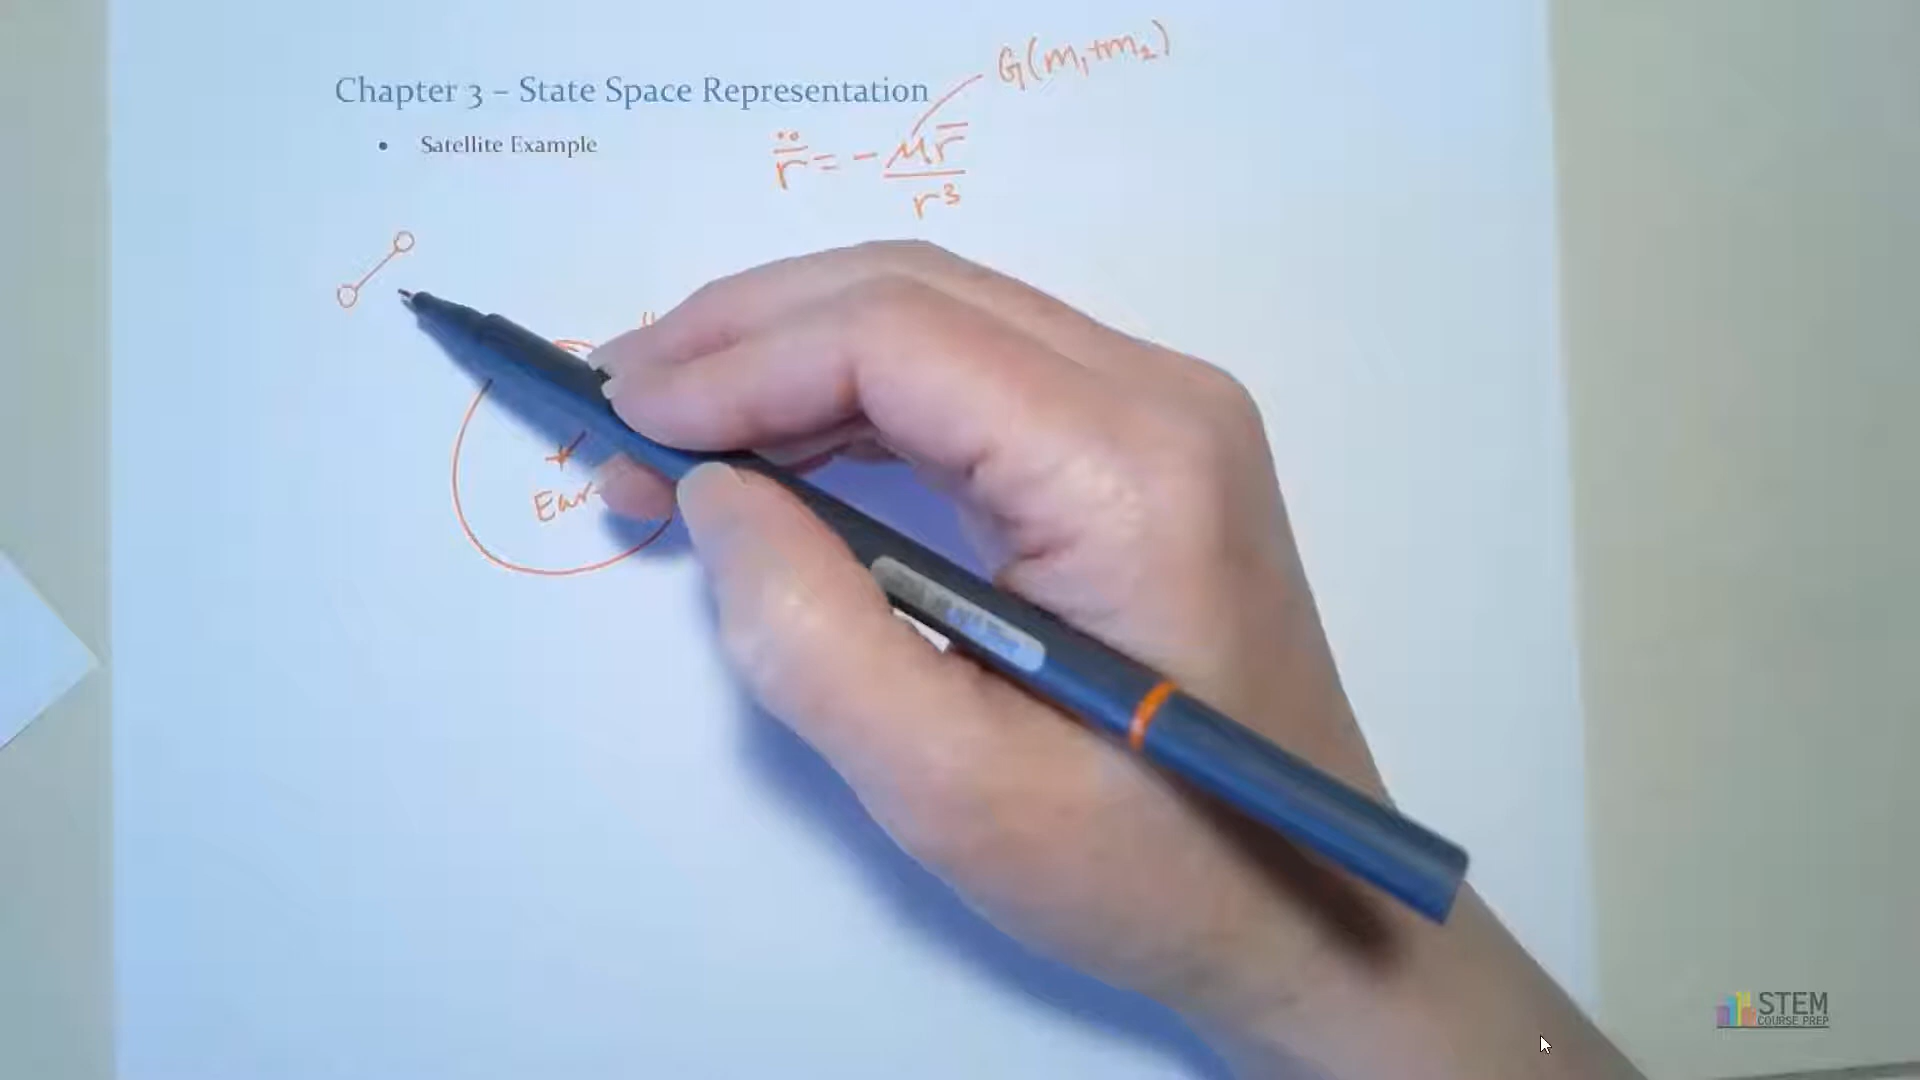 G(m₁+m₂)
Chapter 3 – State Space Representation
• Satellite Example
r̈̅ = - μr̅ / r³
STEM
COURSE PREP